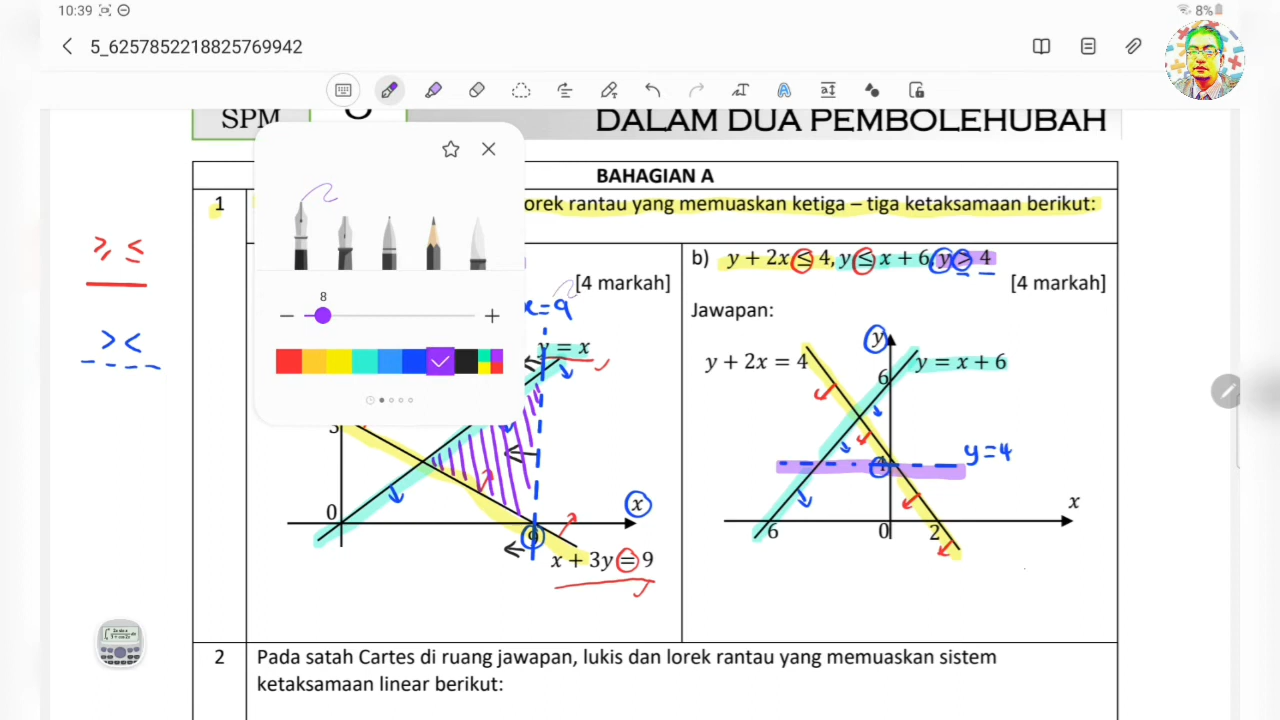 10:39
8%
5_6257852218825769942
SPM
DALAM DUA PEMBOLEHUBAH
BAHAGIAN A
1
lorek rantau yang memuaskan ketiga – tiga ketaksamaan berikut:
≥, ≤
> <
8
[4 markah]
x=9
y = x
3
0
x
9
x + 3y = 9
b) y + 2x ≤ 4, y ≤ x + 6, y > 4
[4 markah]
Jawapan:
y
y + 2x = 4
6
y = x + 6
4
y=4
x
6
0
2
2
Pada satah Cartes di ruang jawapan, lukis dan lorek rantau yang memuaskan sistem
ketaksamaan linear berikut: